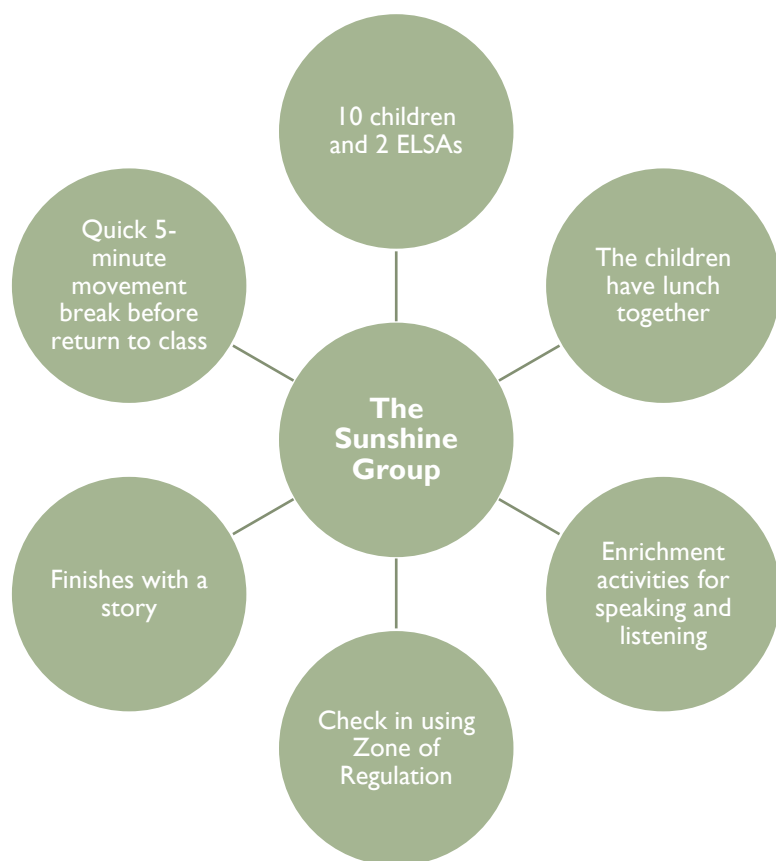 10 children
and 2 ELSAs
The children
have lunch
together
Enrichment
activities for
speaking and
listening
Check in using
Zone of
Regulation
Finishes with a
story
Quick 5-
minute
movement
break before
return to class
The
Sunshine
Group